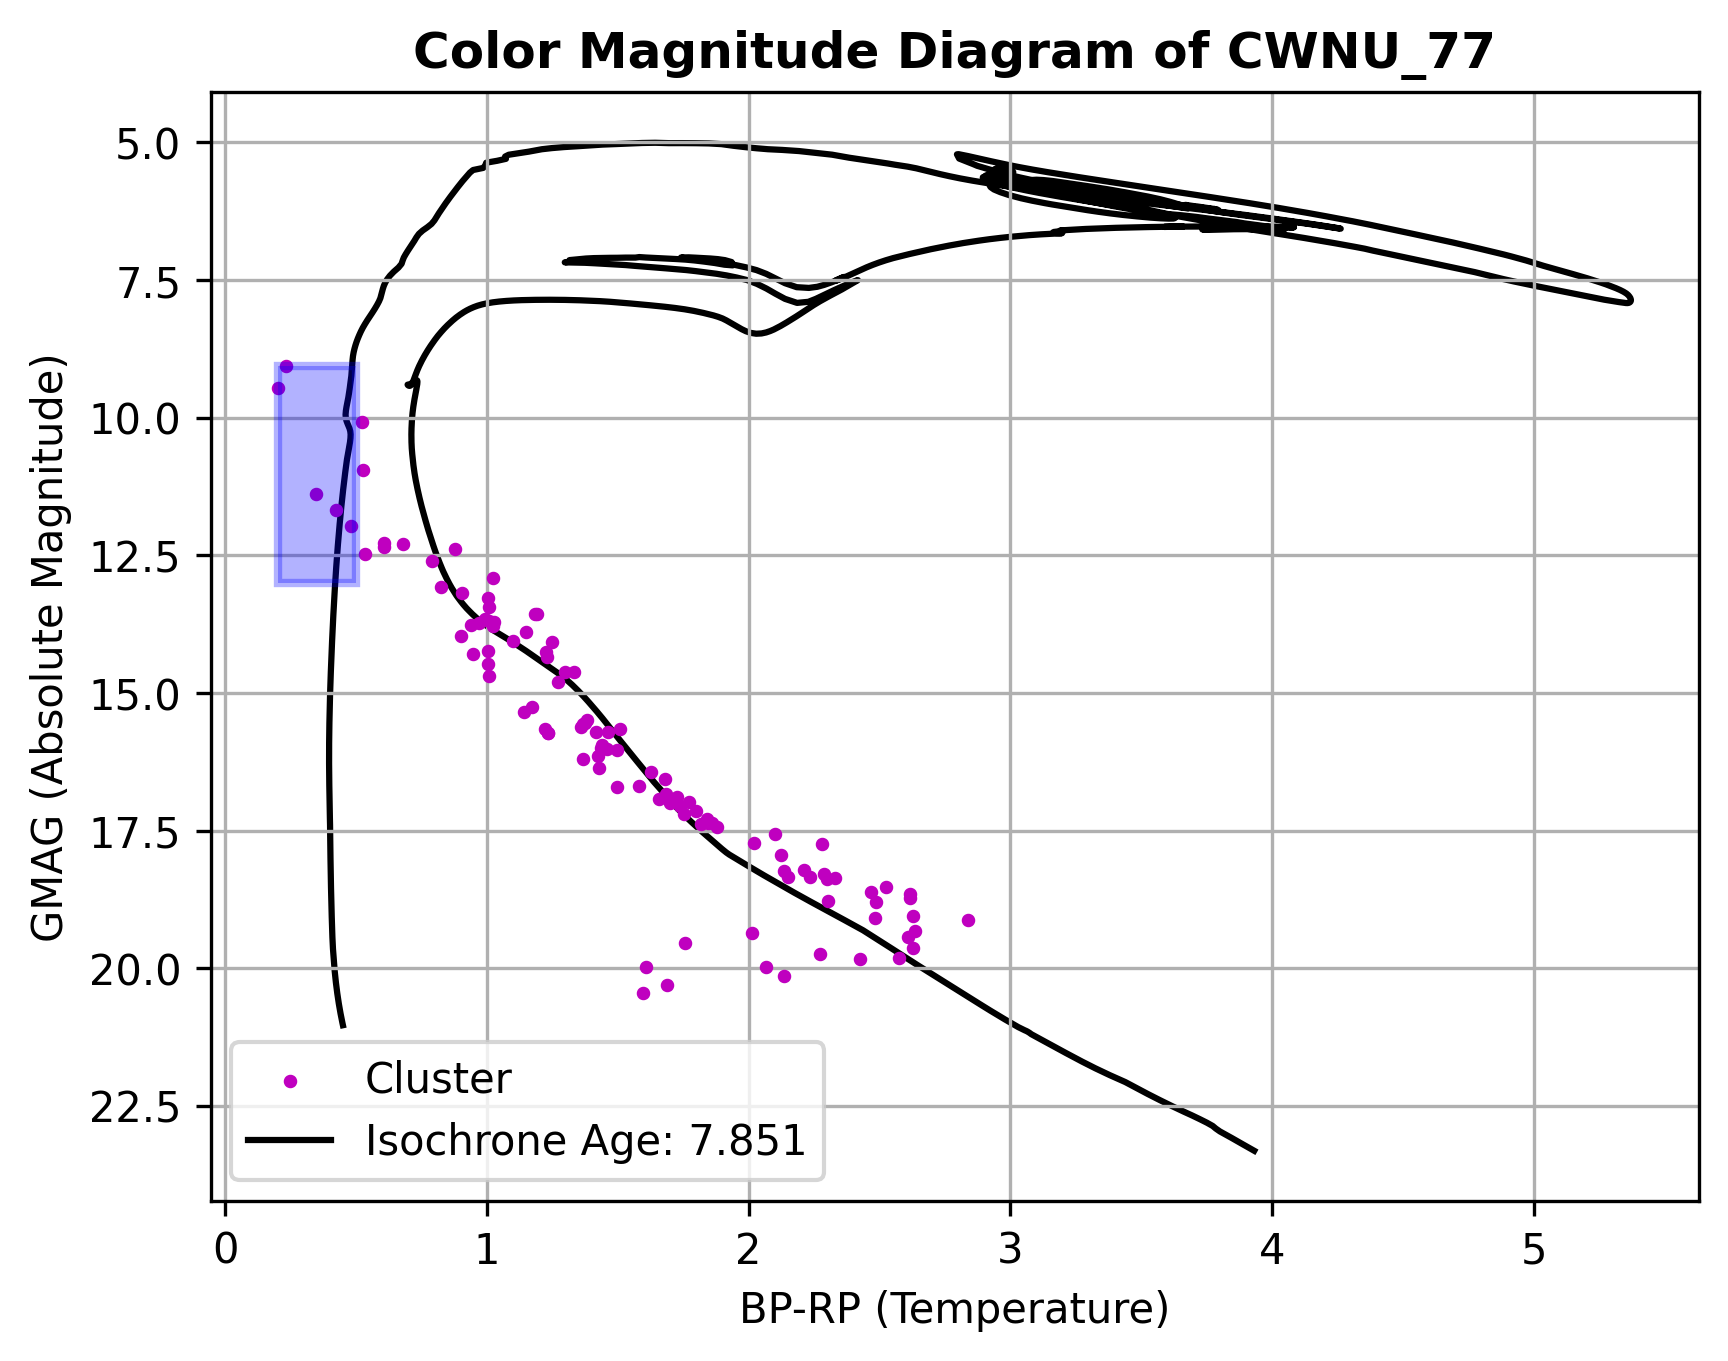 Color Magnitude Diagram of CWNU_77
GMAG (Absolute Magnitude)
5.0
7.5
10.0
12.5
15.0
17.5
20.0
22.5
Cluster
Isochrone Age: 7.851
0 1 2 3 4 5
BP-RP (Temperature)